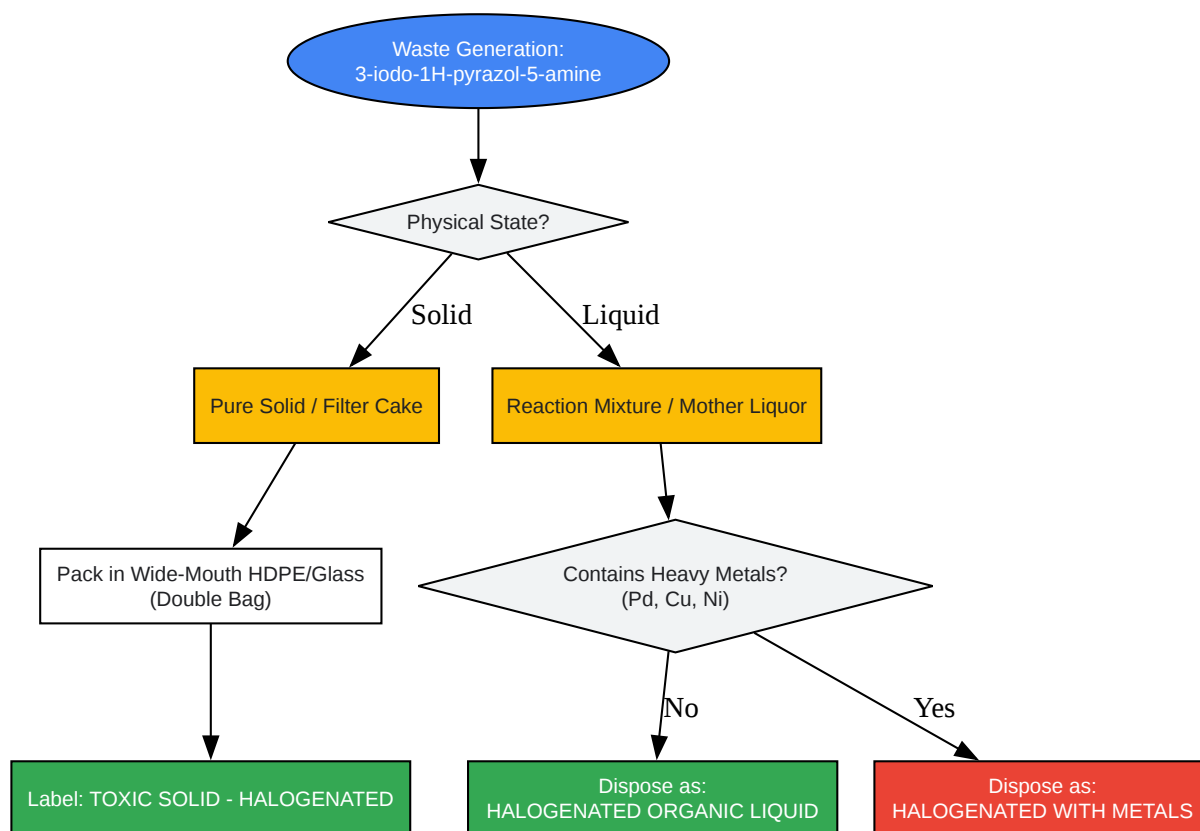 Waste Generation:
3-iodo-1H-pyrazol-5-amine
Physical State?
Solid
Liquid
Pure Solid / Filter Cake
Reaction Mixture / Mother Liquor
Pack in Wide-Mouth HDPE/Glass
(Double Bag)
Contains Heavy Metals?
(Pd, Cu, Ni)
No
Yes
Label: TOXIC SOLID - HALOGENATED
Dispose as:
HALOGENATED ORGANIC LIQUID
Dispose as:
HALOGENATED WITH METALS